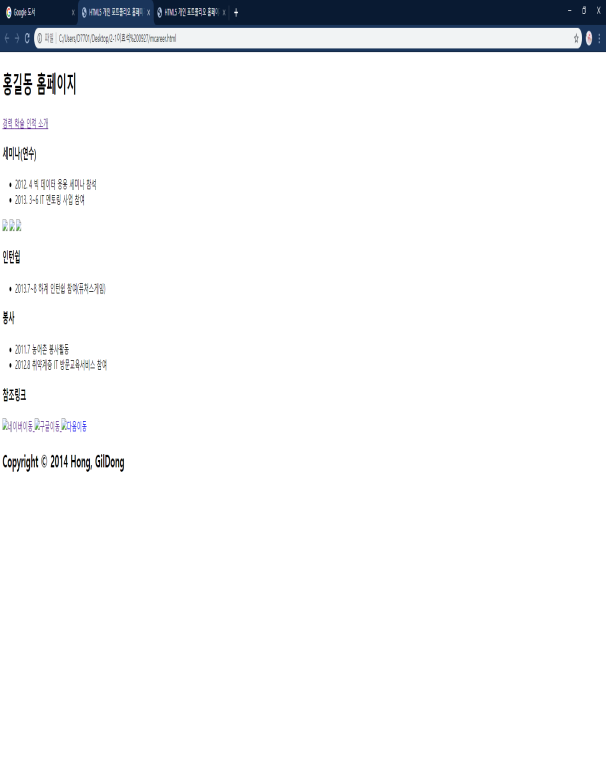 Google 도서
HTML5 개인 포트폴리오 홈페이
HTML5 개인 포트폴리오 홈페이
파일
홍길동 홈페이지
경력 학술 인적 소개
세미나(연수)
2012. 4 빅 데이타 응용 세미나 참석
2013. 3~6 IT 멘토링 사업 참여
인턴쉽
2013.7~8 하계 인턴쉽 참여(퓨처스게임)
봉사
2011.7 농어촌 봉사활동
2012.8 취약계층 IT 방문교육서비스 참여
참조링크
네이버이동 구글이동 다음이동
Copyright © 2014 Hong, GilDong